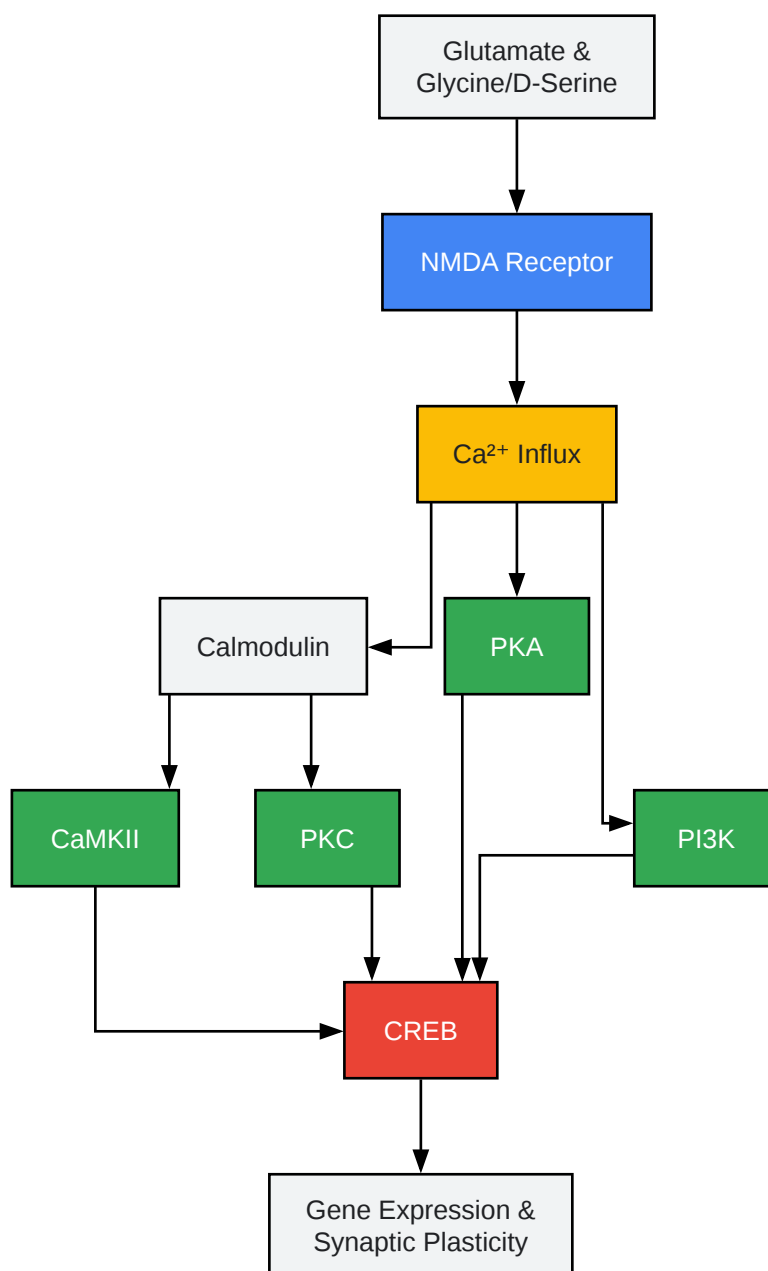 Glutamate &
Glycine/D-Serine
NMDA Receptor
Ca²⁺ Influx
Calmodulin
PKA
CaMKII
PKC
PI3K
CREB
Gene Expression &
Synaptic Plasticity